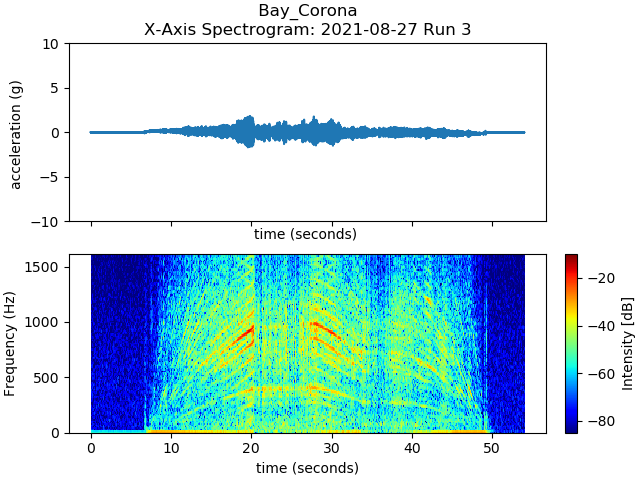 Bay_Corona
X-Axis Spectrogram: 2021-08-27 Run 3
10
5
0
−5
−10
acceleration (g)
time (seconds)
1500
1000
500
0
Frequency (Hz)
0 10 20 30 40 50
time (seconds)
−20
−40
−60
−80
Intensity [dB]